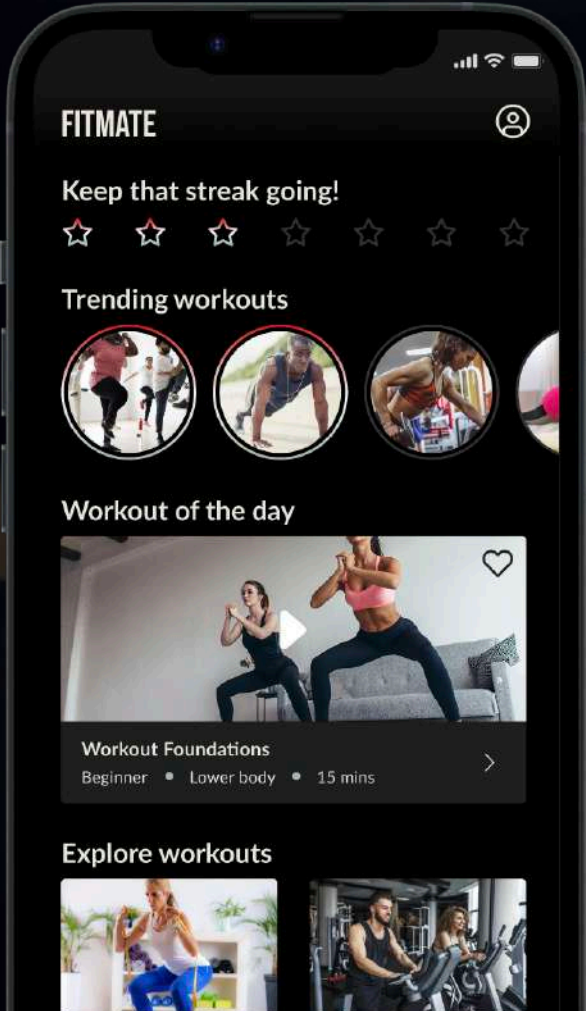 FITMATE
Keep that streak going!
Trending workouts
Workout of the day
Workout Foundations
Beginner • Lower body • 15 mins
Explore workouts